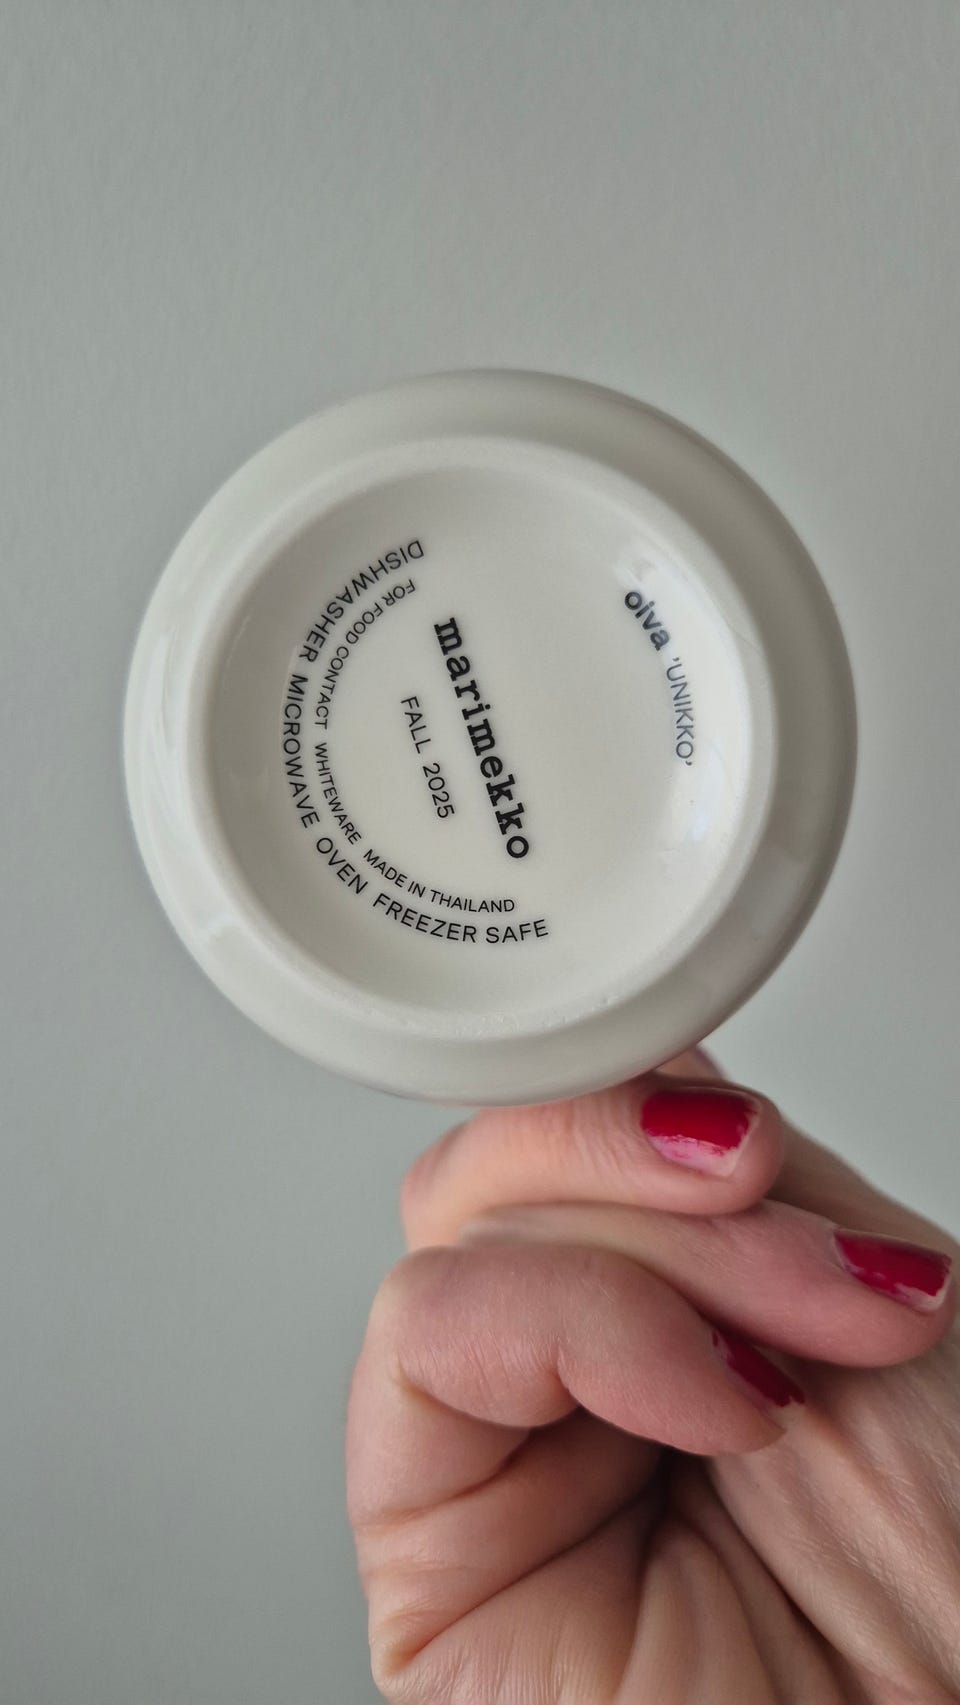 oiva 'UNIKKO'
marimekko
FALL 2025
FOR FOOD CONTACT WHITEWARE MADE IN THAILAND
DISHWASHER MICROWAVE OVEN FREEZER SAFE